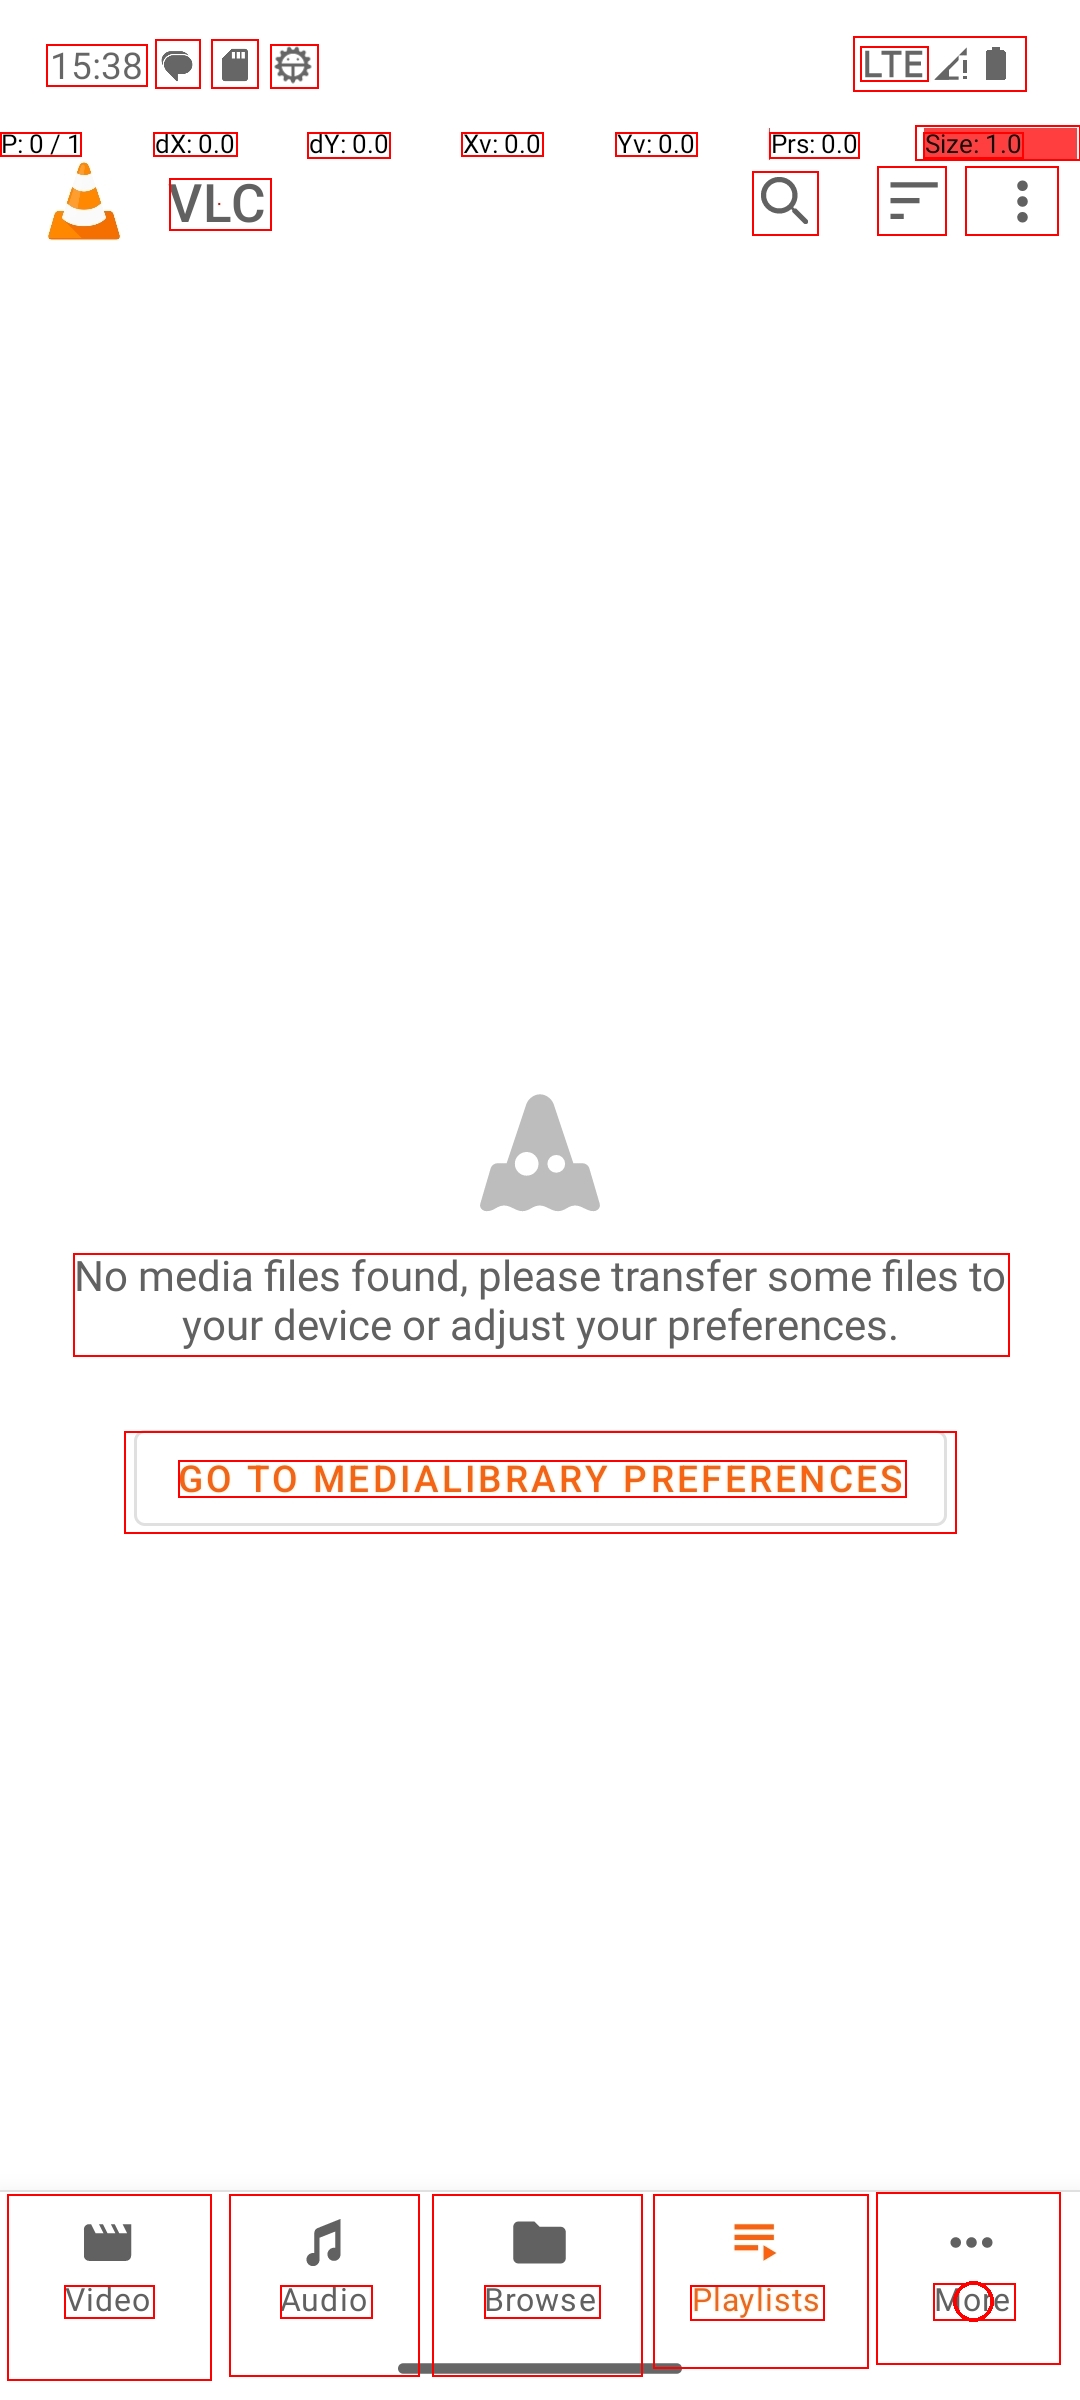 15:38
LTE
P: 0 / 1
dX: 0.0
dY: 0.0
Xv: 0.0
Yv: 0.0
Prs: 0.0
Size: 1.0
VLC
No media files found, please transfer some files to
your device or adjust your preferences.
GO TO MEDIALIBRARY PREFERENCES
Video
Audio
Browse
Playlists
More